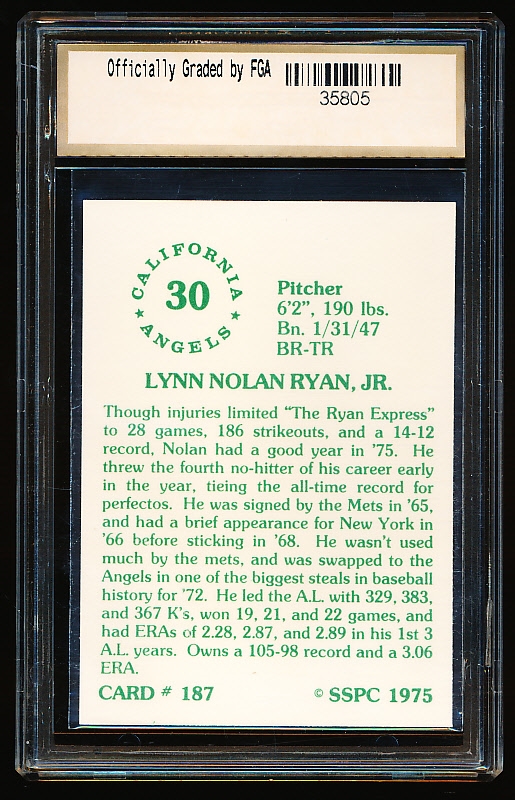 Officially Graded by FGA
35805
CALIFORNIA
30
★ ANGELS ★
Pitcher
6'2", 190 lbs.
Bn. 1/31/47
BR-TR
LYNN NOLAN RYAN, JR.
Though injuries limited "The Ryan Express"
to 28 games, 186 strikeouts, and a 14-12
record, Nolan had a good year in '75. He
threw the fourth no-hitter of his career early
in the year, tieing the all-time record for
perfectos. He was signed by the Mets in '65,
and had a brief appearance for New York in
'66 before sticking in '68. He wasn't used
much by the mets, and was swapped to the
Angels in one of the biggest steals in baseball
history for '72. He led the A.L. with 329, 383,
and 367 K's, won 19, 21, and 22 games, and
had ERAs of 2.28, 2.87, and 2.89 in his 1st 3
A.L. years. Owns a 105-98 record and a 3.06
ERA.
CARD # 187
© SSPC 1975